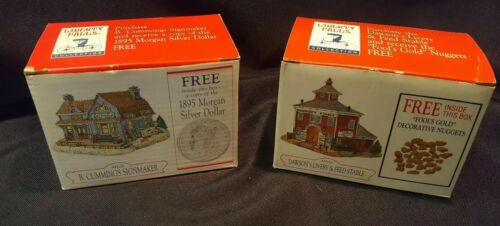 LIBERTY FALLS
COLLECTION
Purchase
B. Cummings Signmaker
and receive a copy of the
1895 Morgan Silver Dollar
FREE
FREE
inside this box-
a copy of the
1895 Morgan
Silver Dollar
B. CUMMINGS SIGNMAKER
LIBERTY FALLS
COLLECTION
Purchase the
Dawson's Livery
& Feed Stable
and receive the
"Fool's Gold" Nuggets
FREE
FREE INSIDE
THIS BOX
"FOOL'S GOLD"
DECORATIVE NUGGETS
DAWSON'S LIVERY & FEED STABLE